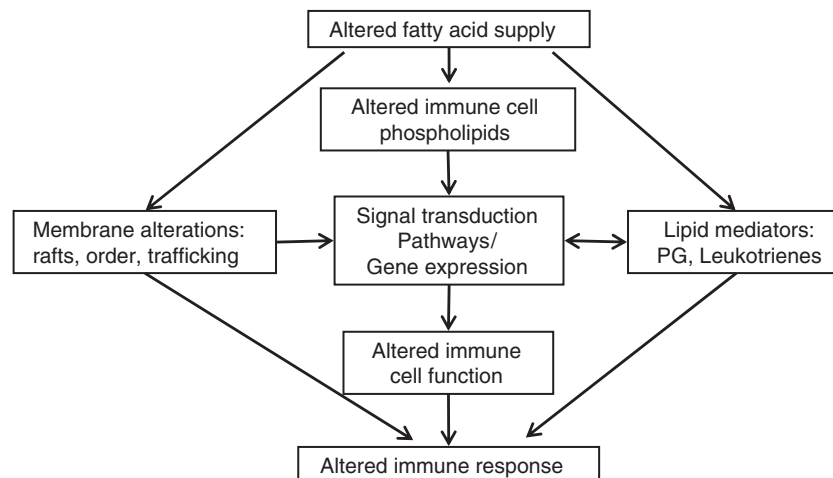 Altered fatty acid supply
Altered immune cell
phospholipids
Membrane alterations:
rafts, order, trafficking
Signal transduction
Pathways/
Gene expression
Lipid mediators:
PG, Leukotrienes
Altered immune
cell function
Altered immune response